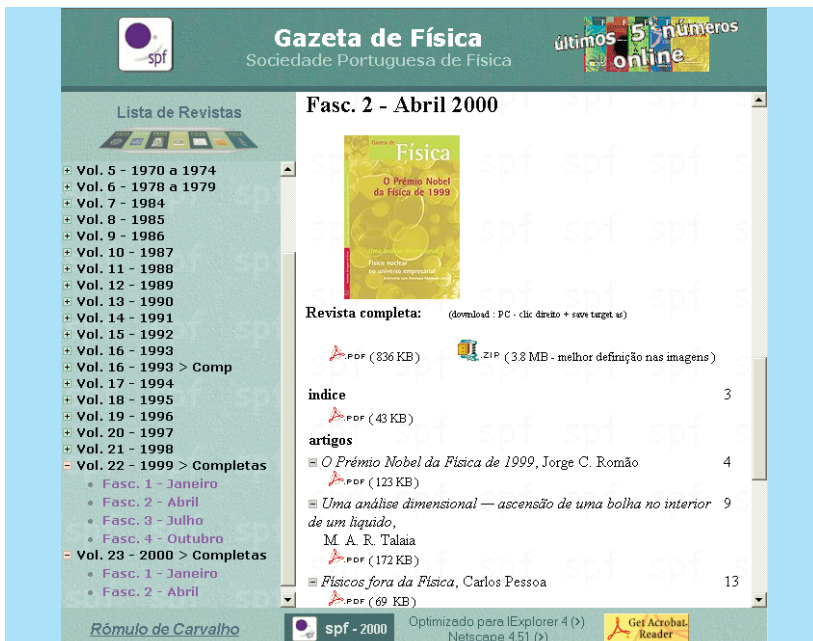 spf
Gazeta de Física
Sociedade Portuguesa de Física
últimos 5 números
online
Lista de Revistas
Vol. 5 - 1970 a 1974
Vol. 6 - 1978 a 1979
Vol. 7 - 1984
Vol. 8 - 1985
Vol. 9 - 1986
Vol. 10 - 1987
Vol. 11 - 1988
Vol. 12 - 1989
Vol. 13 - 1990
Vol. 14 - 1991
Vol. 15 - 1992
Vol. 16 - 1993
Vol. 16 - 1993 > Comp
Vol. 17 - 1994
Vol. 18 - 1995
Vol. 19 - 1996
Vol. 20 - 1997
Vol. 21 - 1998
Vol. 22 - 1999 > Completas
Fasc. 1 - Janeiro
Fasc. 2 - Abril
Fasc. 3 - Julho
Fasc. 4 - Outubro
Vol. 23 - 2000 > Completas
Fasc. 1 - Janeiro
Fasc. 2 - Abril
Fasc. 2 - Abril 2000
Gazeta de
Física
O Prémio Nobel
da Física de 1999
Uma análise dimensional
Físico nuclear
no universo empresarial
Revista completa: (download : PC - clic direito + save target as)
.PDF ( 836 KB ) .ZIP ( 3.8 MB - melhor definição nas imagens )
índice 3
.PDF ( 43 KB )
artigos
O Prémio Nobel da Física de 1999, Jorge C. Romão 4
.PDF ( 123 KB )
Uma análise dimensional — ascensão de uma bolha no interior 9
de um liquido,
M. A. R. Talaia
.PDF ( 172 KB )
Físicos fora da Física, Carlos Pessoa 13
.PDF ( 69 KB )
Rómulo de Carvalho
spf - 2000
Optimizado para IExplorer 4 (>)
Netscape 4.51 (>)
Get Acrobat
Reader